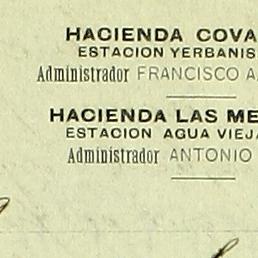 HACIENDA COVA
ESTACION YERBANIS
Administrador FRANCISCO A
HACIENDA LAS ME
ESTACION AGUA VIEJA
Administrador ANTONIO